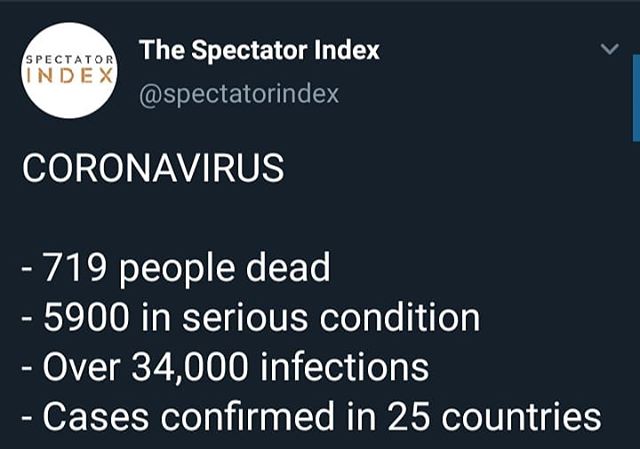 SPECTATOR
INDEX
The Spectator Index
@spectatorindex
CORONAVIRUS
- 719 people dead
- 5900 in serious condition
- Over 34,000 infections
- Cases confirmed in 25 countries